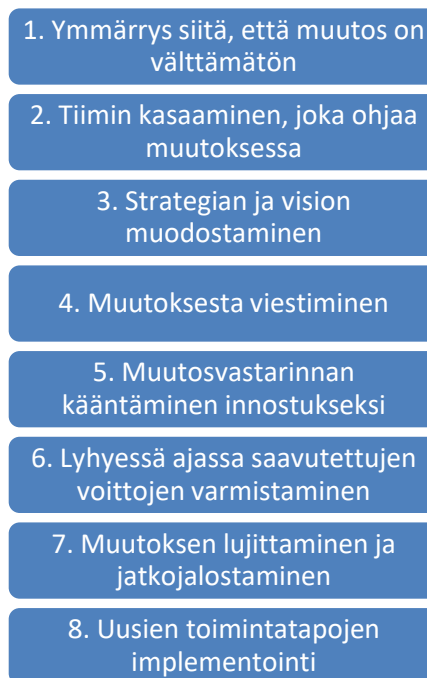 1. Ymmärrys siitä, että muutos on
välttämätön
2. Tiimin kasaaminen, joka ohjaa
muutoksessa
3. Strategian ja vision
muodostaminen
4. Muutoksesta viestiminen
5. Muutosvastarinnan
kääntäminen innostukseksi
6. Lyhyessä ajassa saavutettujen
voittojen varmistaminen
7. Muutoksen lujittaminen ja
jatkojalostaminen
8. Uusien toimintatapojen
implementointi